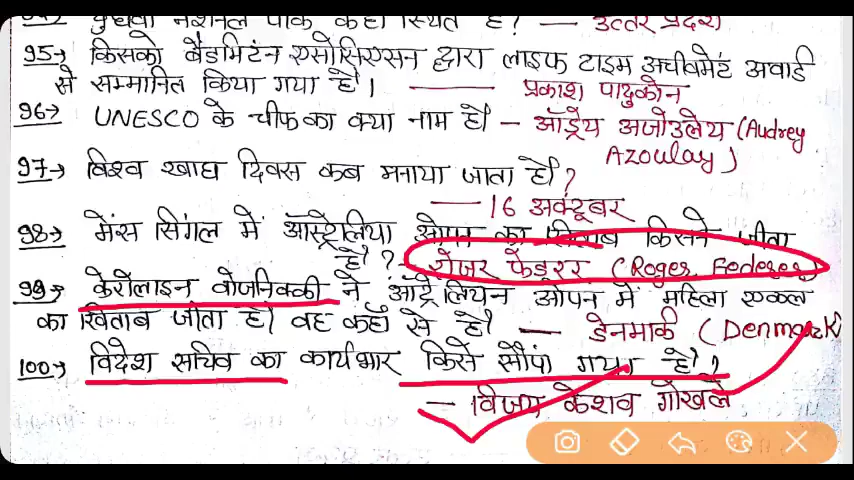 दुधवा नेशनल पार्क कहाँ स्थित है? — उत्तर प्रदेश
95→ किसको बैडमिंटन एसोसिएसन द्वारा लाइफ टाइम अचीवमेंट अवार्ड
से सम्मानित किया गया है। — प्रकाश पादुकोन
96→ UNESCO के चीफ का क्या नाम है। — ऑड्रेय अजोउलेय (Audrey
Azoulay)
97→ विश्व खाद्य दिवस कब मनाया जाता है?
— 16 अक्टूबर
98→ मेंस सिंगल में ऑस्ट्रेलिया ओपन का खिताब किसने जीता
है? — रोजर फेडरर (Roger Federer)
99→ केरोलाइन वोजनिक्की ने ऑस्ट्रेलियन ओपन में महिला एकल
का खिताब जीता है। वह कहाँ से है। — डेनमार्क (Denmark)
100→ विदेश सचिव का कार्यभार किसे सौंपा गया है?
— विजय केशव गोखले